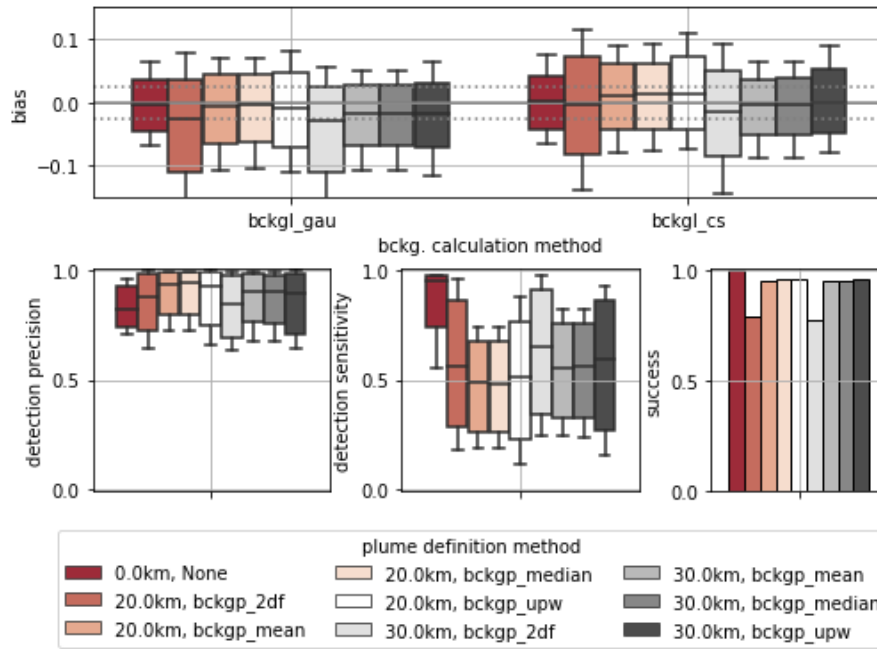 0.1
0.0
−0.1
bias
bckgl_gau
bckgl_cs
bckg. calculation method
1.0
0.5
0.0
detection precision
1.0
0.5
0.0
detection sensitivity
1.0
0.5
0.0
success
plume definition method
0.0km, None
20.0km, bckgp_2df
20.0km, bckgp_mean
20.0km, bckgp_median
20.0km, bckgp_upw
30.0km, bckgp_2df
30.0km, bckgp_mean
30.0km, bckgp_median
30.0km, bckgp_upw